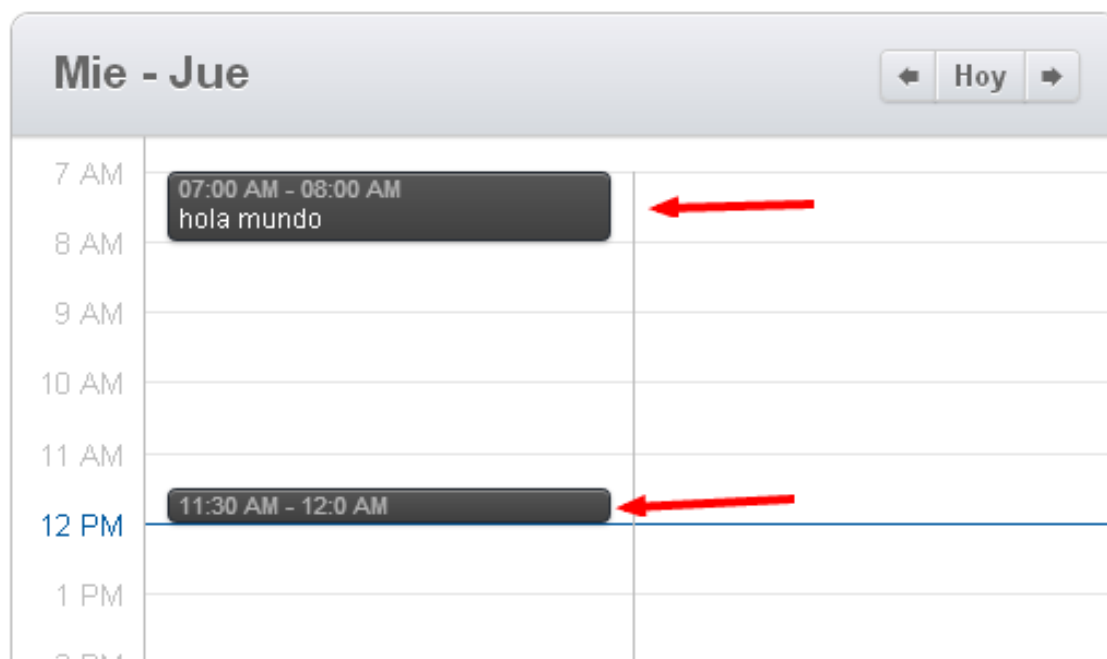 Mie - Jue
Hoy
7 AM
07:00 AM - 08:00 AM
hola mundo
8 AM
9 AM
10 AM
11 AM
11:30 AM - 12:0 AM
12 PM
1 PM